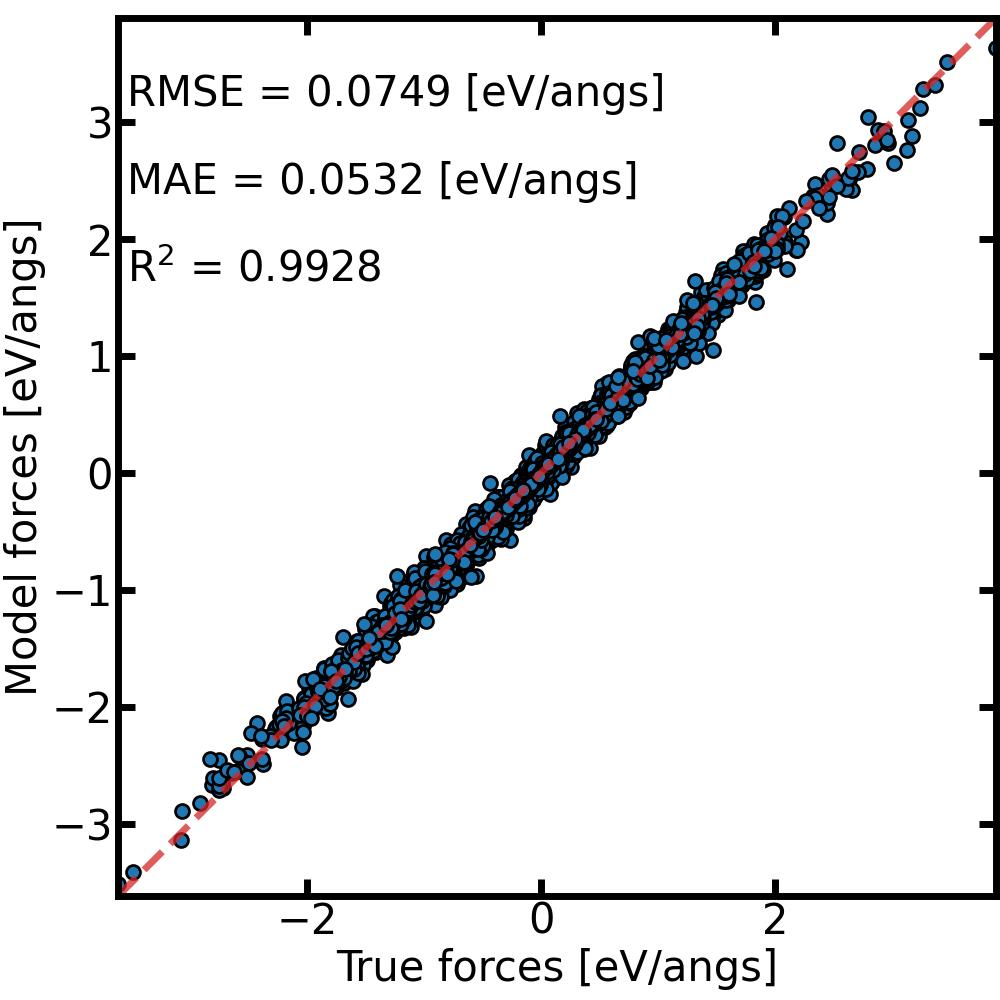 RMSE = 0.0749 [eV/angs]
MAE = 0.0532 [eV/angs]
R² = 0.9928
Model forces [eV/angs]
3
2
1
0
−1
−2
−3
−2
0
2
True forces [eV/angs]